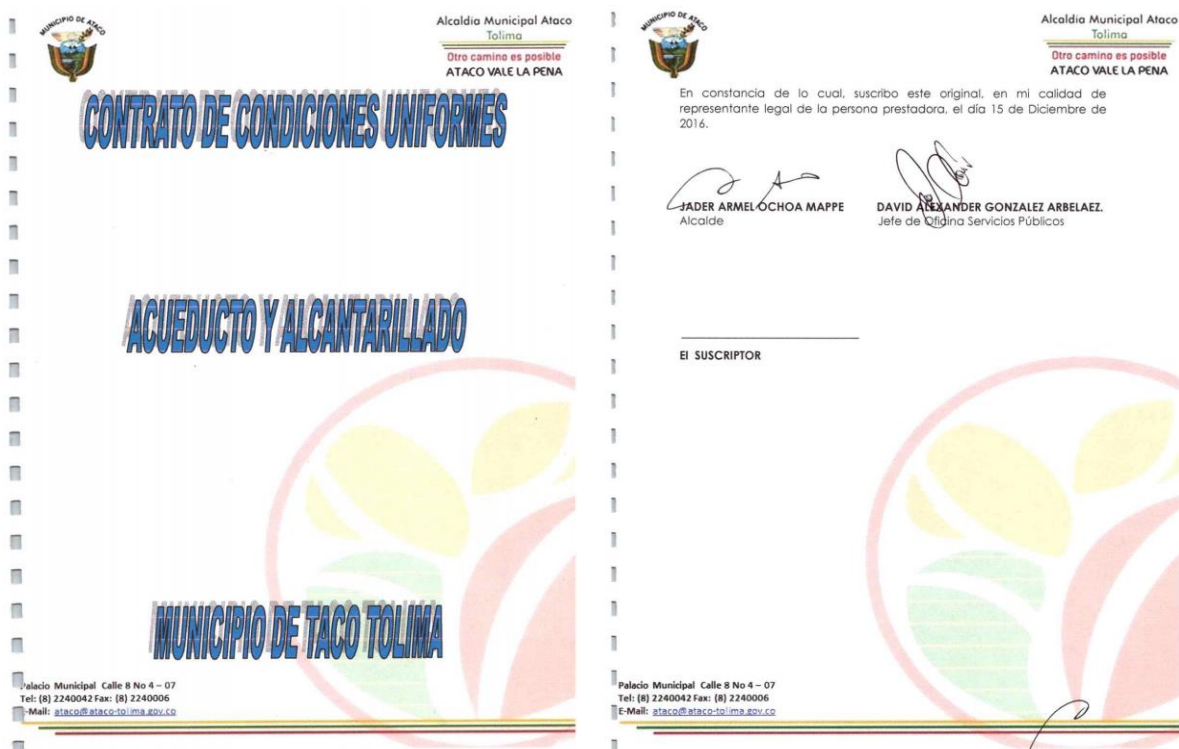 MUNICIPIO DE ATACO
Alcaldia Municipal Ataco
Tolima
Otro camino es posible
ATACO VALE LA PENA
CONTRATO DE CONDICIONES UNIFORMES
ACUEDUCTO Y ALCANTARILLADO
MUNICIPIO DE TACO TOLIMA
Palacio Municipal Calle 8 No 4 – 07
Tel: (8) 2240042 Fax: (8) 2240006
E-Mail: ataco@ataco-tolima.gov.co
MUNICIPIO DE ATACO
Alcaldia Municipal Ataco
Tolima
Otro camino es posible
ATACO VALE LA PENA
En constancia de lo cual, suscribo este original, en mi calidad de
representante legal de la persona prestadora, el día 15 de Diciembre de
2016.
JADER ARMEL OCHOA MAPPE
Alcalde
DAVID ALEXANDER GONZALEZ ARBELAEZ.
Jefe de Oficina Servicios Públicos
El SUSCRIPTOR
Palacio Municipal Calle 8 No 4 – 07
Tel: (8) 2240042 Fax: (8) 2240006
E-Mail: ataco@ataco-tolima.gov.co